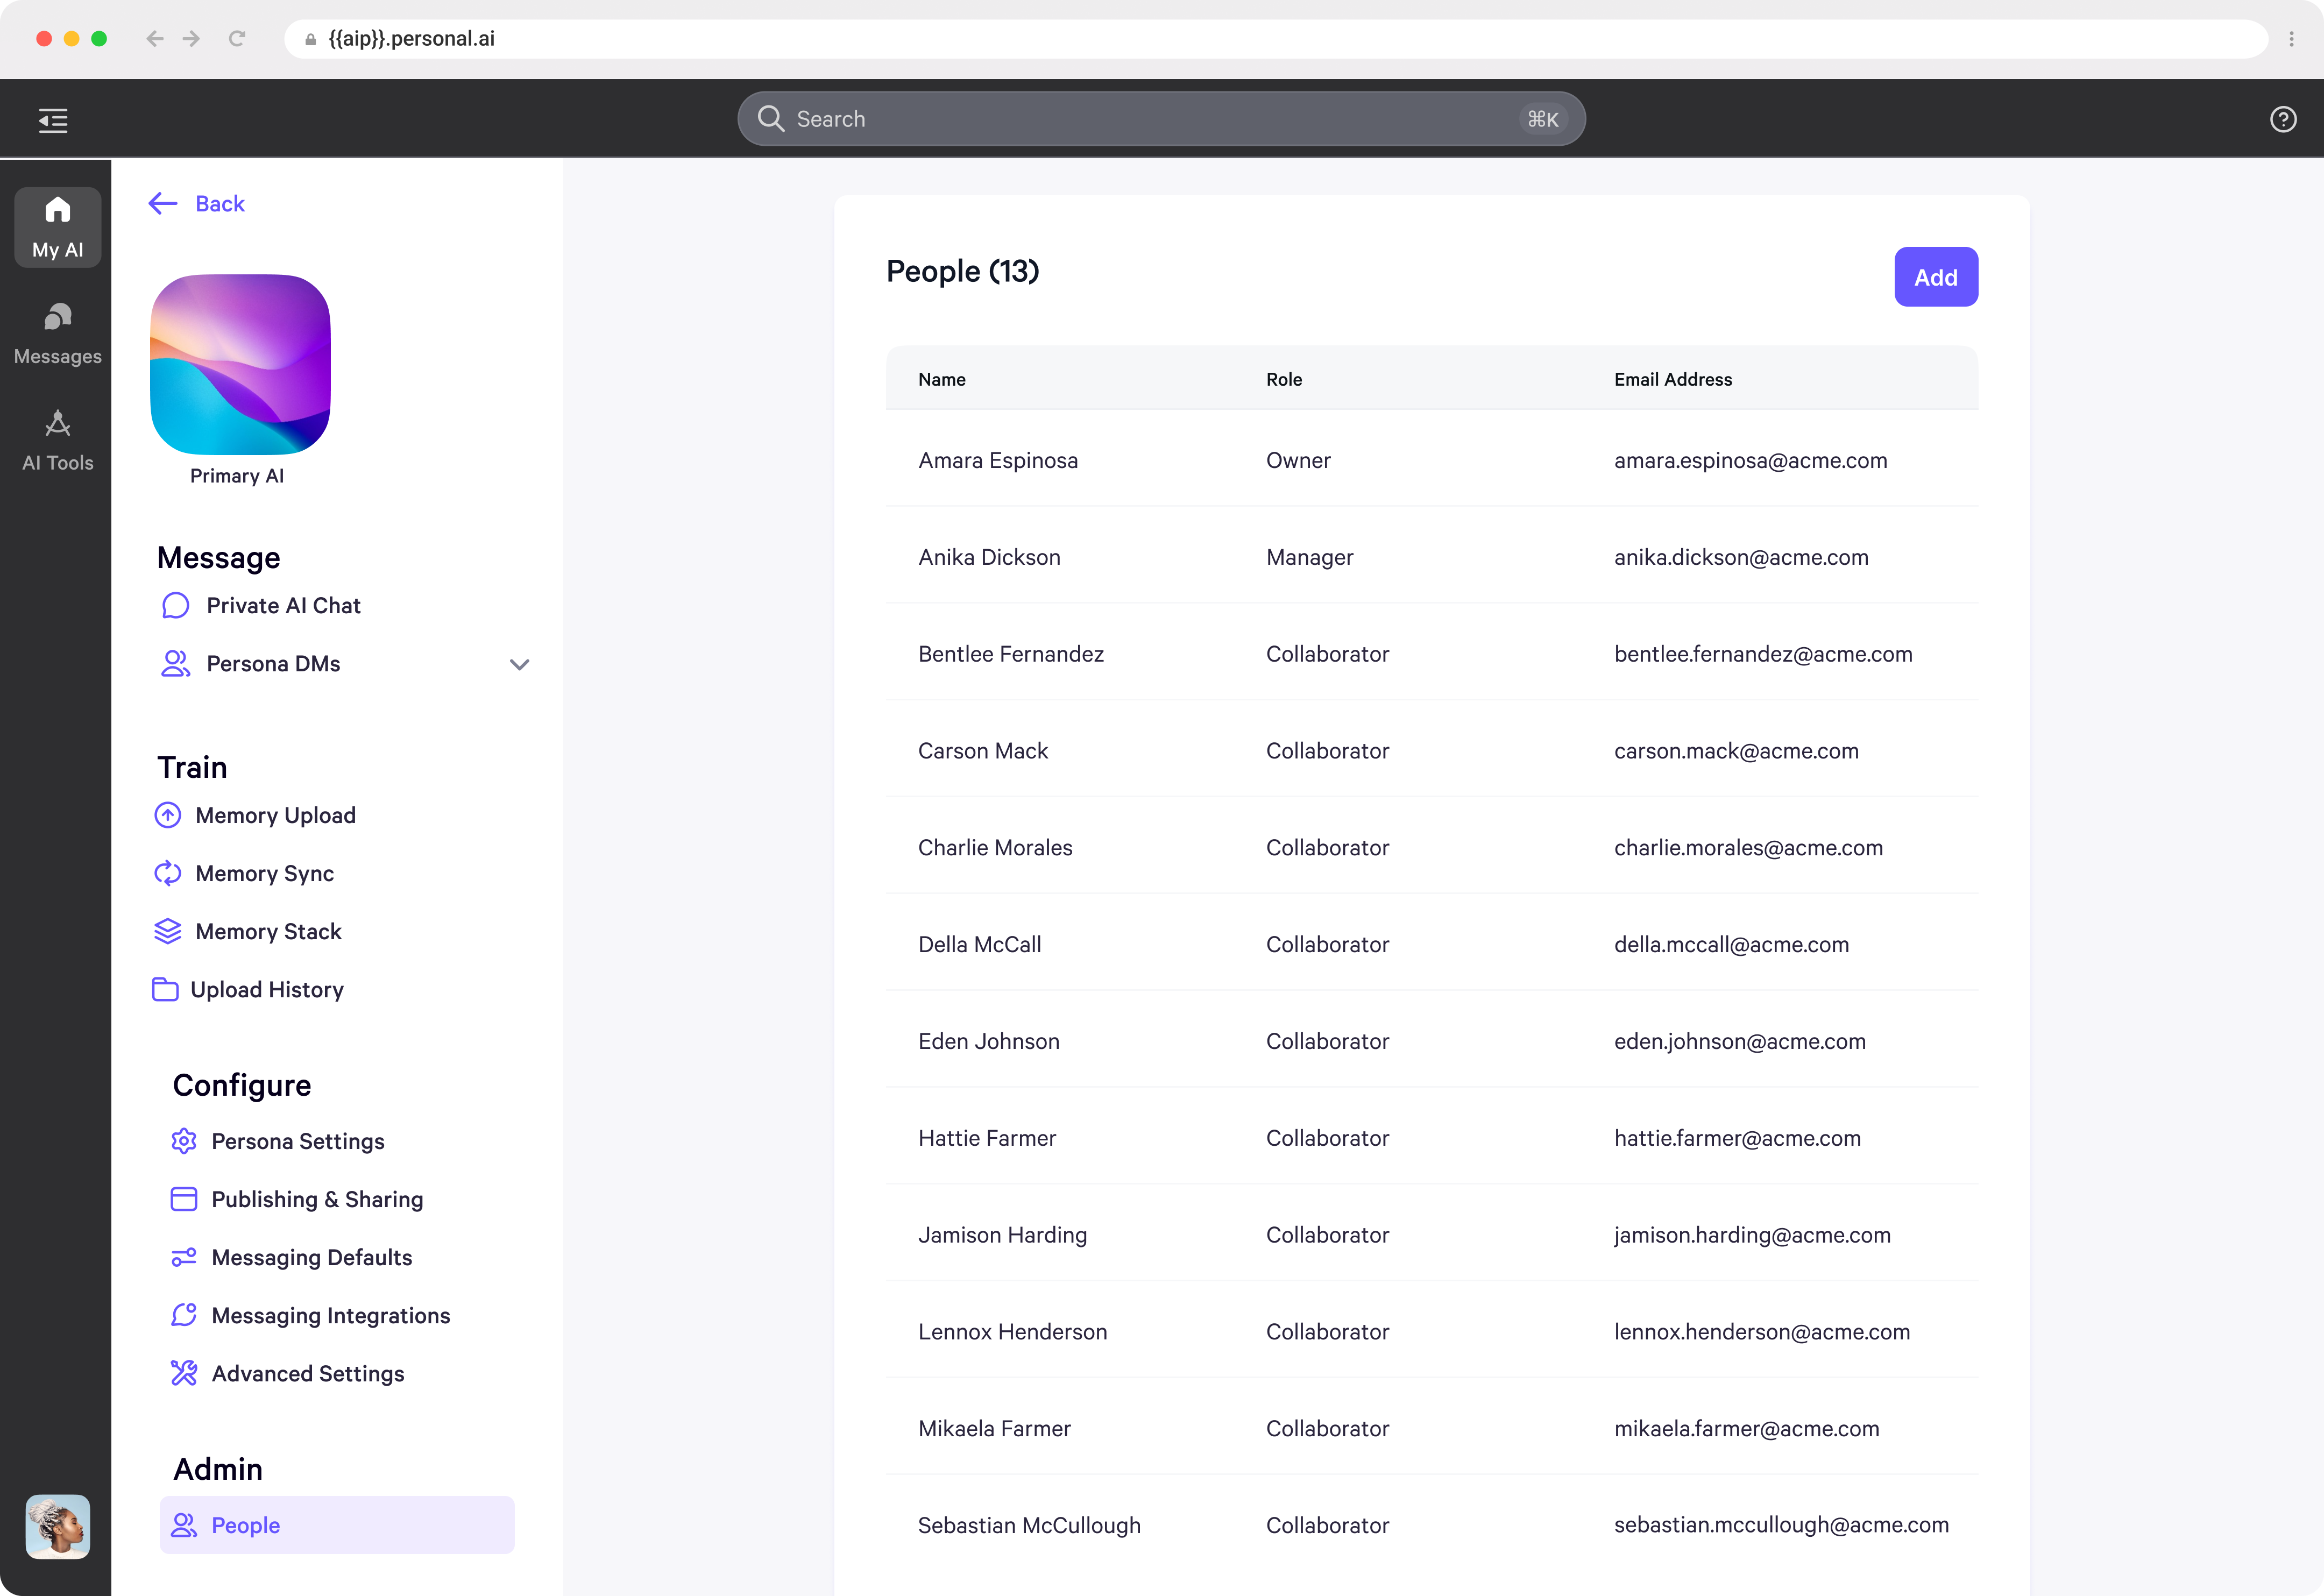 {{aip}}.personal.ai
Search
⌘K
My AI
Messages
AI Tools
Back
Primary AI
Message
Private AI Chat
Persona DMs
Train
Memory Upload
Memory Sync
Memory Stack
Upload History
Configure
Persona Settings
Publishing & Sharing
Messaging Defaults
Messaging Integrations
Advanced Settings
Admin
People
People (13)
Add
Name Role Email Address
Amara Espinosa Owner amara.espinosa@acme.com
Anika Dickson Manager anika.dickson@acme.com
Bentlee Fernandez Collaborator bentlee.fernandez@acme.com
Carson Mack Collaborator carson.mack@acme.com
Charlie Morales Collaborator charlie.morales@acme.com
Della McCall Collaborator della.mccall@acme.com
Eden Johnson Collaborator eden.johnson@acme.com
Hattie Farmer Collaborator hattie.farmer@acme.com
Jamison Harding Collaborator jamison.harding@acme.com
Lennox Henderson Collaborator lennox.henderson@acme.com
Mikaela Farmer Collaborator mikaela.farmer@acme.com
Sebastian McCullough Collaborator sebastian.mccullough@acme.com